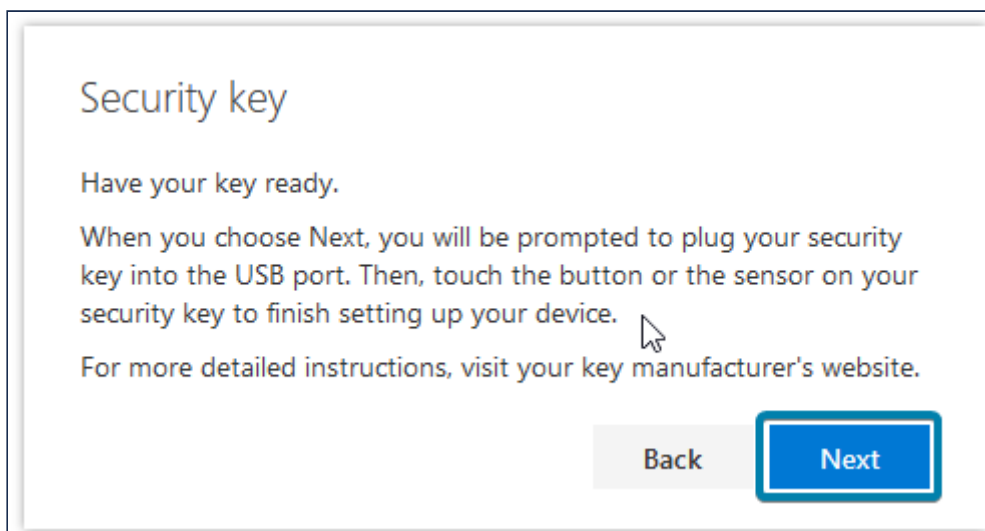 Security key
Have your key ready.
When you choose Next, you will be prompted to plug your security
key into the USB port. Then, touch the button or the sensor on your
security key to finish setting up your device.
For more detailed instructions, visit your key manufacturer's website.
Back
Next